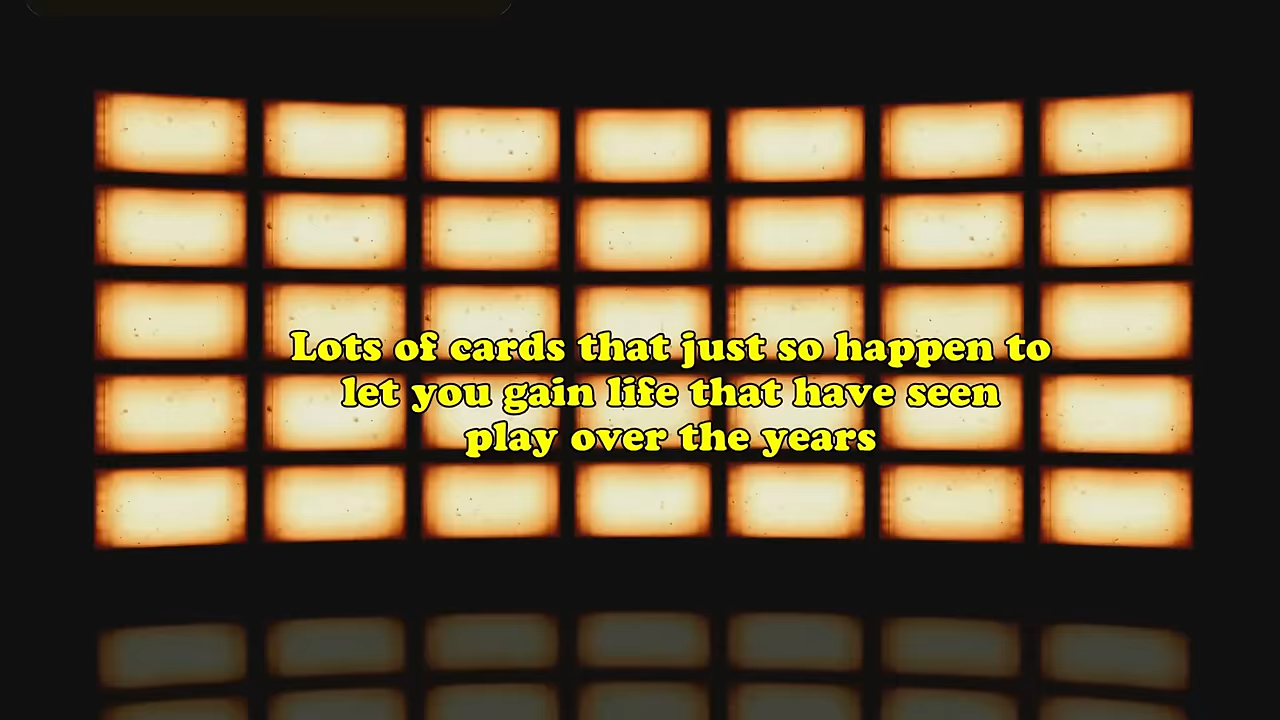 Lots of cards that just so happen to
let you gain life that have seen
play over the years